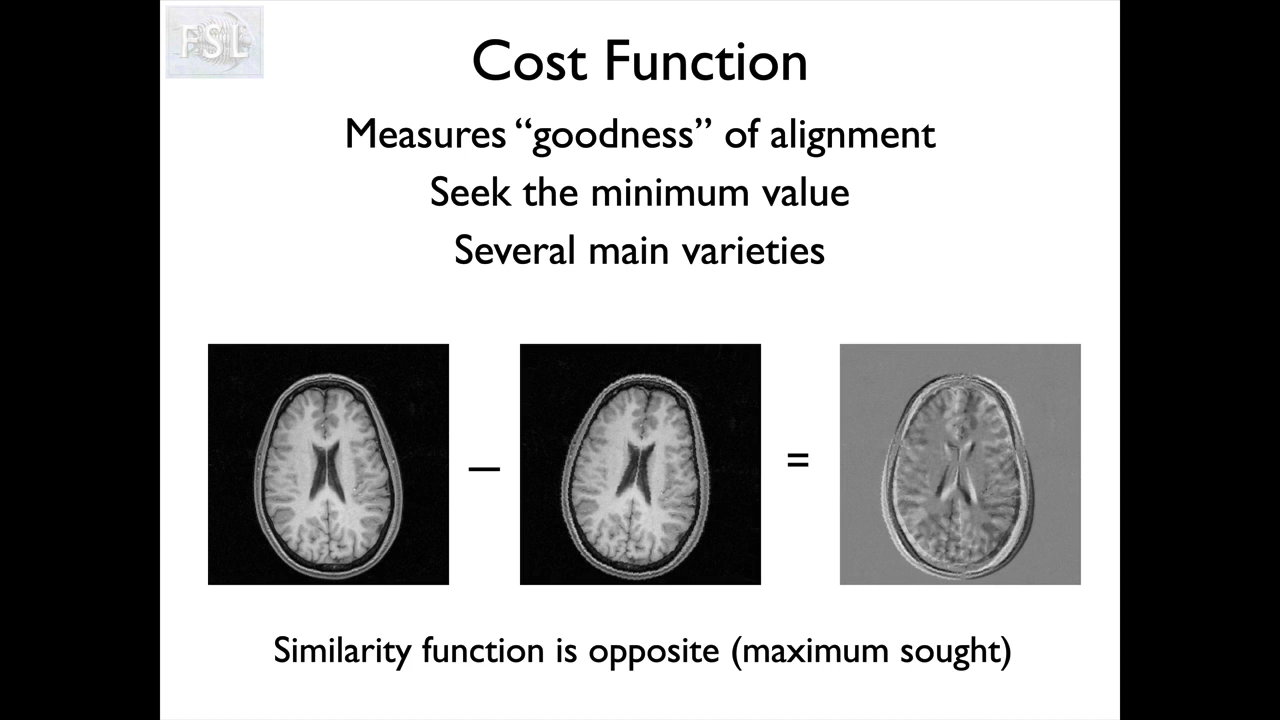 FSL
Cost Function
Measures “goodness” of alignment
Seek the minimum value
Several main varieties
– =
Similarity function is opposite (maximum sought)